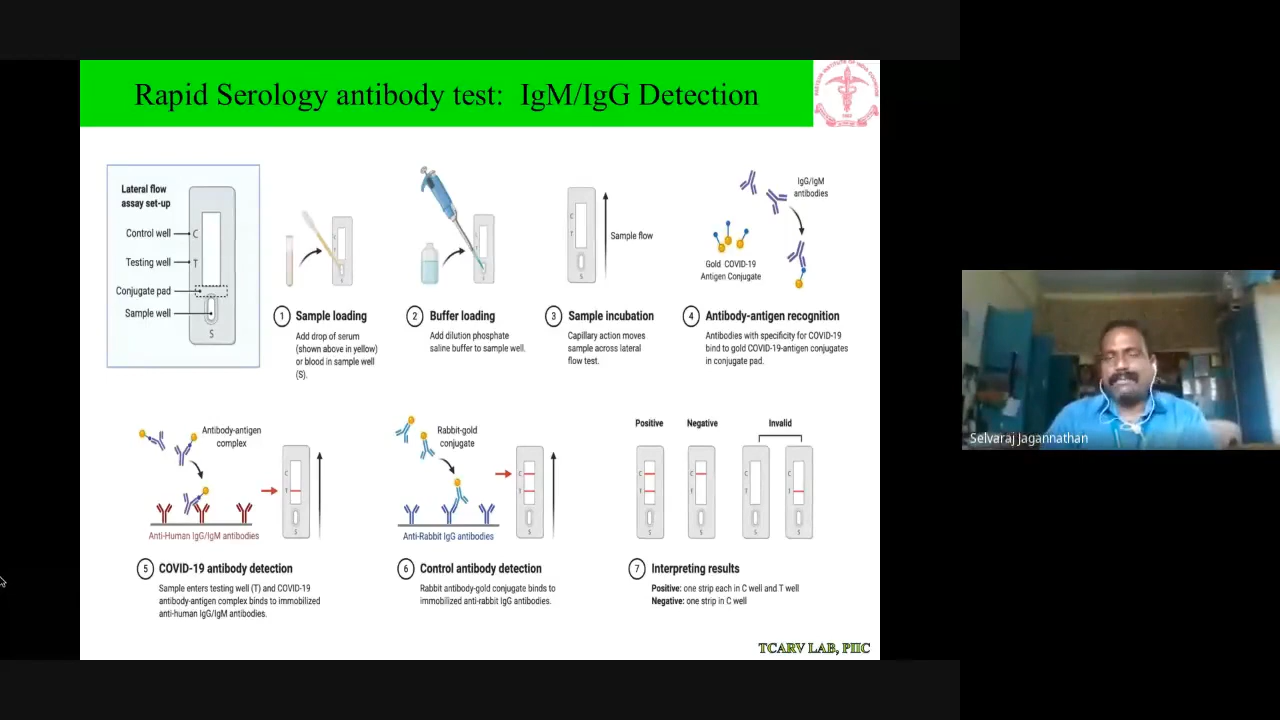 Rapid Serology antibody test: IgM/IgG Detection
Lateral flow
assay set-up
Control well
Testing well
Conjugate pad
Sample well
C
T
S
C
T
S
1 Sample loading
Add drop of serum
(shown above in yellow)
or blood in sample well
(S).
C
T
S
2 Buffer loading
Add dilution phosphate
saline buffer to sample well.
C
T
S
Sample flow
3 Sample incubation
Capillary action moves
sample across lateral
flow test.
IgG/IgM
antibodies
Gold COVID-19
Antigen Conjugate
4 Antibody-antigen recognition
Antibodies with specificity for COVID-19
bind to gold COVID-19-antigen conjugates
in conjugate pad.
Antibody-antigen
complex
Anti-Human IgG/IgM antibodies
C
T
S
5 COVID-19 antibody detection
Sample enters testing well (T) and COVID-19
antibody-antigen complex binds to immobilized
anti-human IgG/IgM antibodies.
Rabbit-gold
conjugate
Anti-Rabbit IgG antibodies
C
T
S
6 Control antibody detection
Rabbit antibody-gold conjugate binds to
immobilized anti-rabbit IgG antibodies.
Positive Negative Invalid
C C C C
T T T T
S S S S
7 Interpreting results
Positive: one strip each in C well and T well
Negative: one strip in C well
TCARV LAB, PIIC
Selvaraj Jagannathan